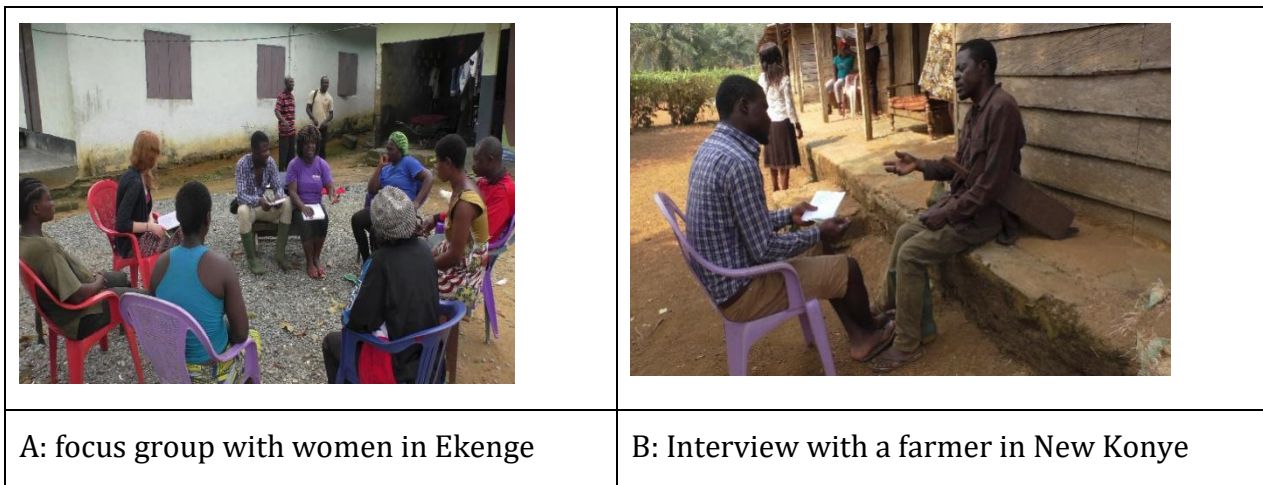 A: focus group with women in Ekenge
B: Interview with a farmer in New Konye